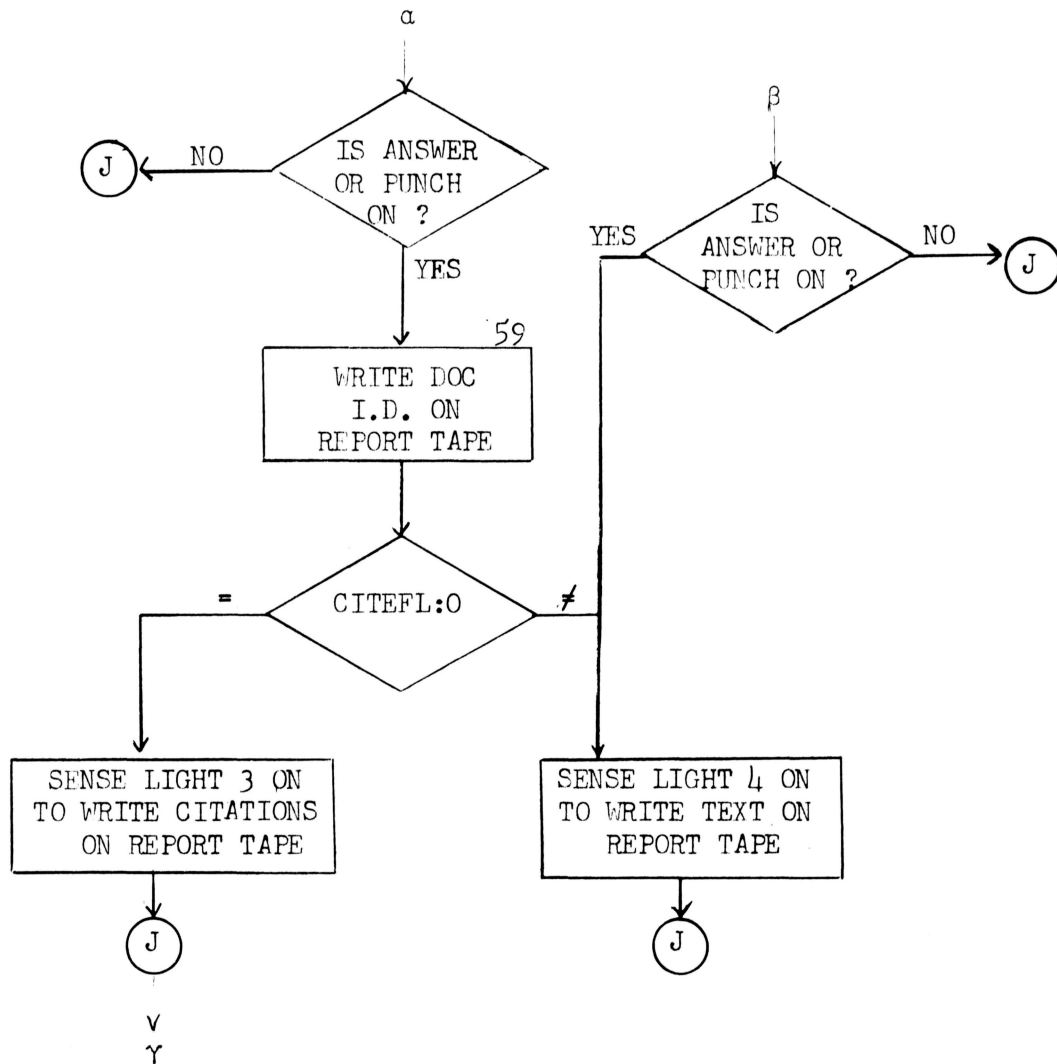 α
β
IS ANSWER
OR PUNCH
ON ?
NO
J
YES
IS
ANSWER OR
PUNCH ON ?
YES
NO
J
59
WRITE DOC
I.D. ON
REPORT TAPE
CITEFL:0
=
≠
SENSE LIGHT 3 ON
TO WRITE CITATIONS
ON REPORT TAPE
SENSE LIGHT 4 ON
TO WRITE TEXT ON
REPORT TAPE
J
J
γ